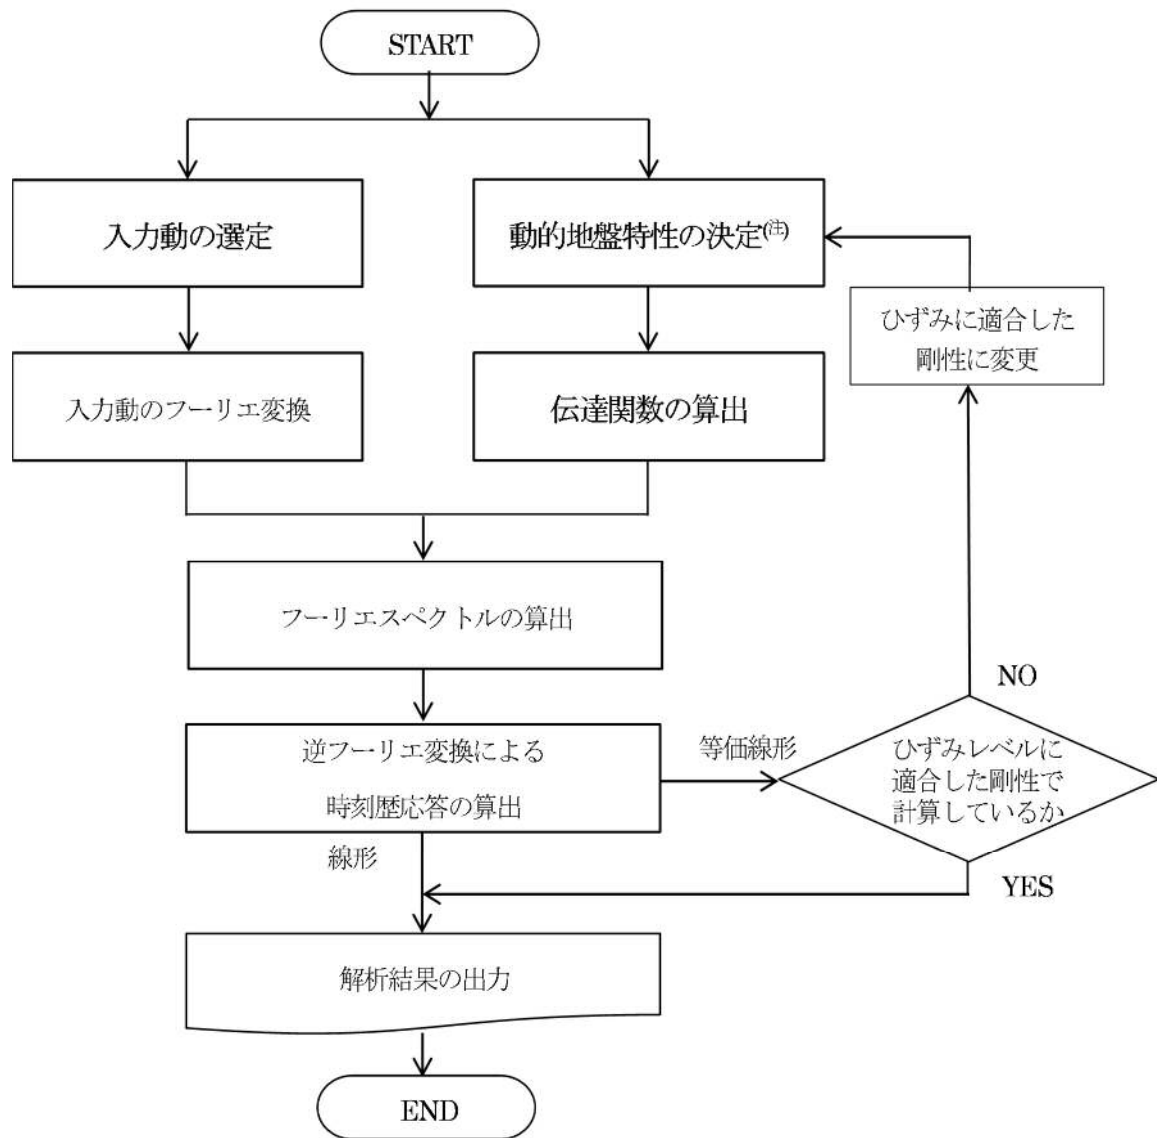 START
入力動の選定
動的地盤特性の決定(注)
ひずみに適合した
剛性に変更
入力動のフーリエ変換
伝達関数の算出
フーリエスペクトルの算出
NO
逆フーリエ変換による
時刻歴応答の算出
等価線形
ひずみレベルに
適合した剛性で
計算しているか
線形
YES
解析結果の出力
END